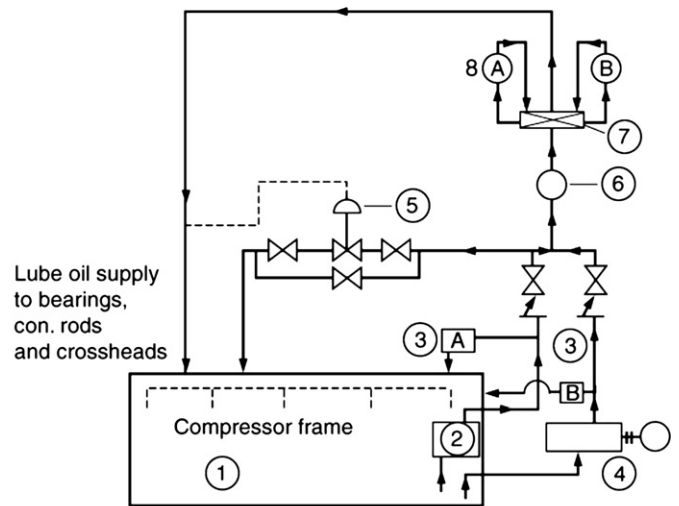 8 A B
7
6
5
Lube oil supply
to bearings,
con. rods
and crossheads
3 A 3
B
Compressor frame 2
1 4